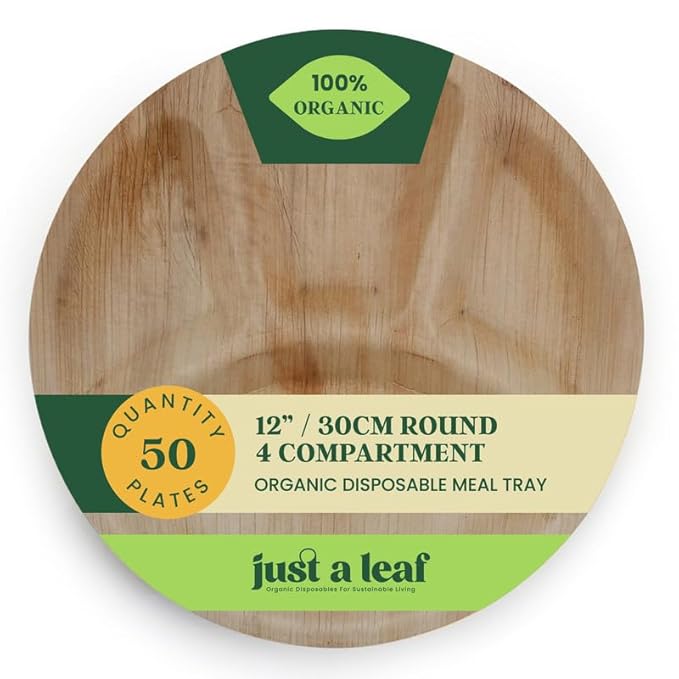 100%
ORGANIC
QUANTITY
50
PLATES
12” / 30CM ROUND
4 COMPARTMENT
ORGANIC DISPOSABLE MEAL TRAY
just a leaf
Organic Disposables For Sustainable Living